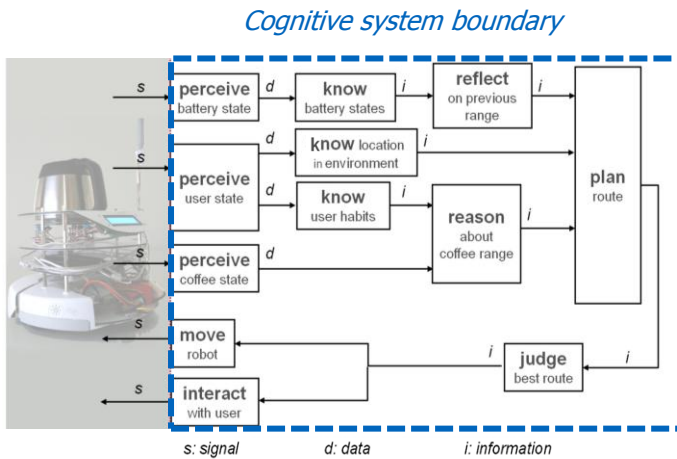 Cognitive system boundary
s
perceive
battery state
d
know
battery states
i
reflect
on previous
range
i
s
perceive
user state
d
know location
in environment
i
d
know
user habits
i
reason
about
coffee range
i
plan
route
s
perceive
coffee state
d
s
move
robot
i
judge
best route
i
s
interact
with user
s: signal
d: data
i: information